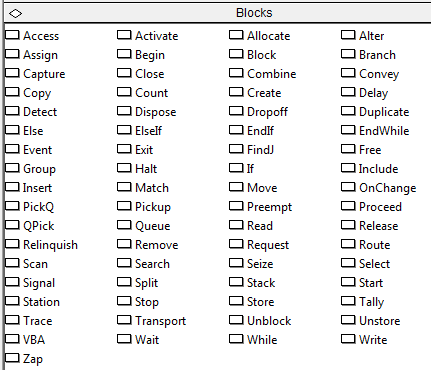 Blocks
Access Activate Allocate Alter
Assign Begin Block Branch
Capture Close Combine Convey
Copy Count Create Delay
Detect Dispose Dropoff Duplicate
Else ElseIf EndIf EndWhile
Event Exit FindJ Free
Group Halt If Include
Insert Match Move OnChange
PickQ Pickup Preempt Proceed
QPick Queue Read Release
Relinquish Remove Request Route
Scan Search Seize Select
Signal Split Stack Start
Station Stop Store Tally
Trace Transport Unblock Unstore
VBA Wait While Write
Zap